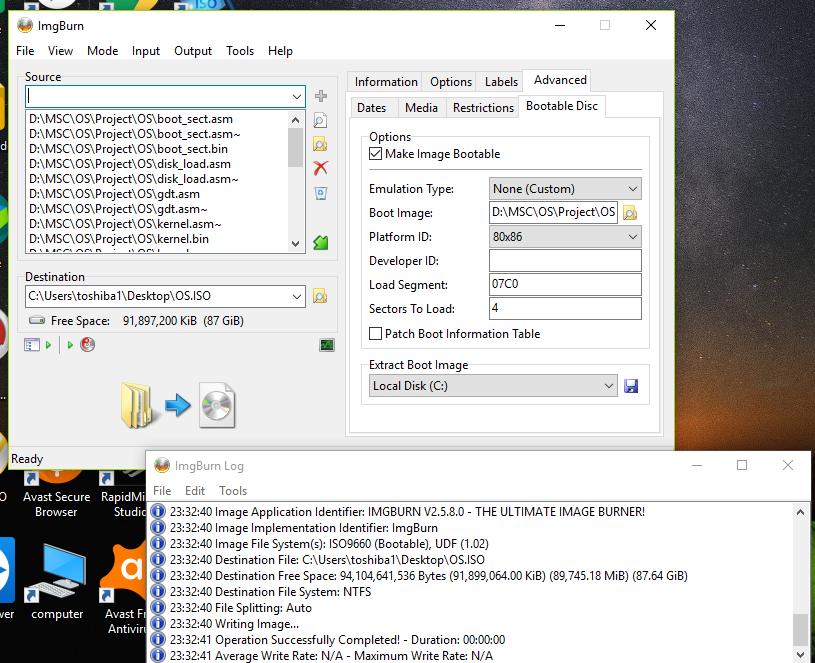 ISO
ImgBurn
File View Mode Input Output Tools Help
Source
D:\MSC\OS\Project\OS\boot_sect.asm
D:\MSC\OS\Project\OS\boot_sect.asm~
D:\MSC\OS\Project\OS\boot_sect.bin
D:\MSC\OS\Project\OS\disk_load.asm
D:\MSC\OS\Project\OS\disk_load.asm~
D:\MSC\OS\Project\OS\gdt.asm
D:\MSC\OS\Project\OS\gdt.asm~
D:\MSC\OS\Project\OS\kernel.asm~
D:\MSC\OS\Project\OS\kernel.bin
Destination
C:\Users\toshiba1\Desktop\OS.ISO
Free Space: 91,897,200 KiB (87 GiB)
Ready
Information Options Labels Advanced
Dates Media Restrictions Bootable Disc
Options
Make Image Bootable
Emulation Type: None (Custom)
Boot Image: D:\MSC\OS\Project\OS
Platform ID: 80x86
Developer ID:
Load Segment: 07C0
Sectors To Load: 4
Patch Boot Information Table
Extract Boot Image
Local Disk (C:)
Avast Secure
Browser
RapidMi
Studio
computer
Avast Fr
Antiviru
ImgBurn Log
File Edit Tools
23:32:40 Image Application Identifier: IMGBURN V2.5.8.0 - THE ULTIMATE IMAGE BURNER!
23:32:40 Image Implementation Identifier: ImgBurn
23:32:40 Image File System(s): ISO9660 (Bootable), UDF (1.02)
23:32:40 Destination File: C:\Users\toshiba1\Desktop\OS.ISO
23:32:40 Destination Free Space: 94,104,641,536 Bytes (91,899,064.00 KiB) (89,745.18 MiB) (87.64 GiB)
23:32:40 Destination File System: NTFS
23:32:40 File Splitting: Auto
23:32:40 Writing Image...
23:32:41 Operation Successfully Completed! - Duration: 00:00:00
23:32:41 Average Write Rate: N/A - Maximum Write Rate: N/A